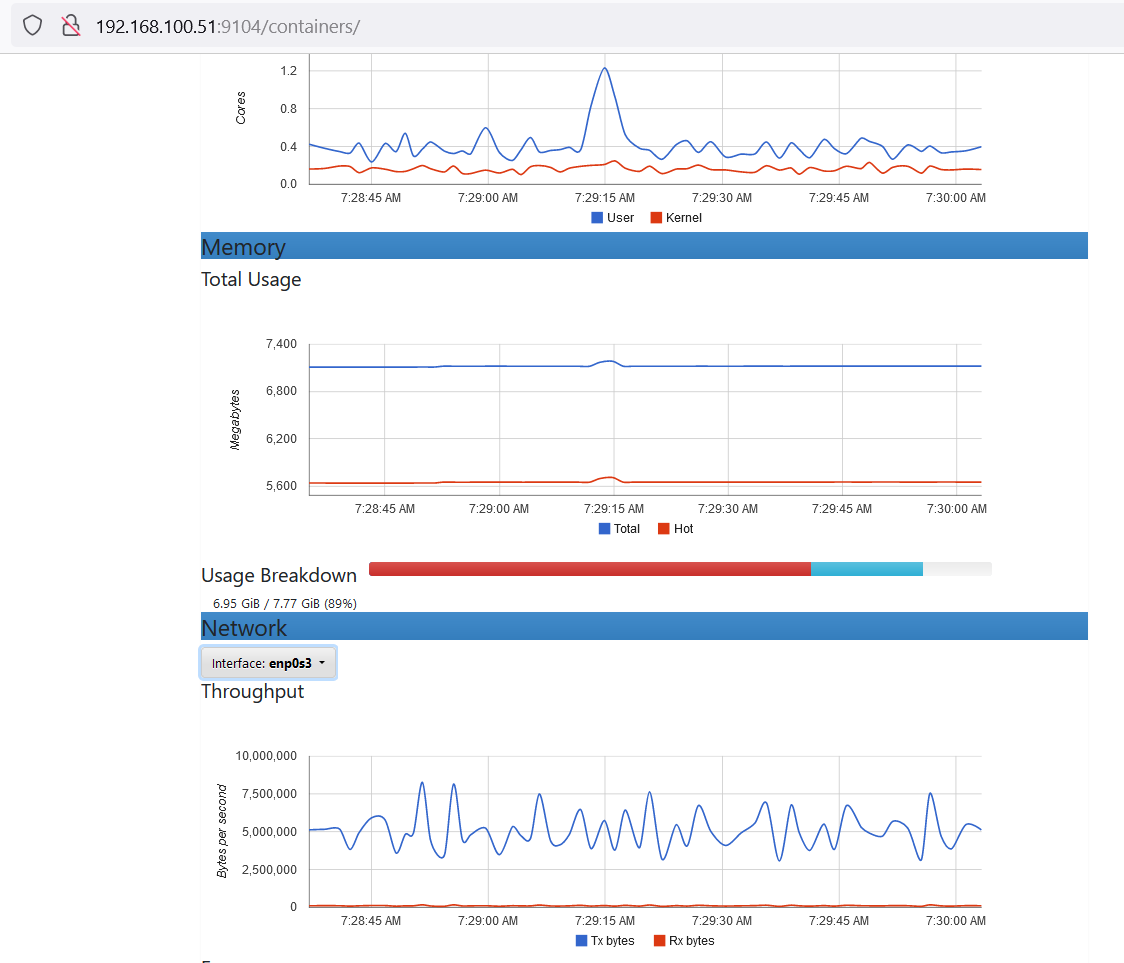 192.168.100.51:9104/containers/
1.2
0.8
0.4
0.0
Cores
7:28:45 AM 7:29:00 AM 7:29:15 AM 7:29:30 AM 7:29:45 AM 7:30:00 AM
User Kernel
Memory
Total Usage
7,400
6,800
6,200
5,600
Megabytes
7:28:45 AM 7:29:00 AM 7:29:15 AM 7:29:30 AM 7:29:45 AM 7:30:00 AM
Total Hot
Usage Breakdown
6.95 GiB / 7.77 GiB (89%)
Network
Interface: enp0s3
Throughput
10,000,000
7,500,000
5,000,000
2,500,000
0
Bytes per second
7:28:45 AM 7:29:00 AM 7:29:15 AM 7:29:30 AM 7:29:45 AM 7:30:00 AM
Tx bytes Rx bytes